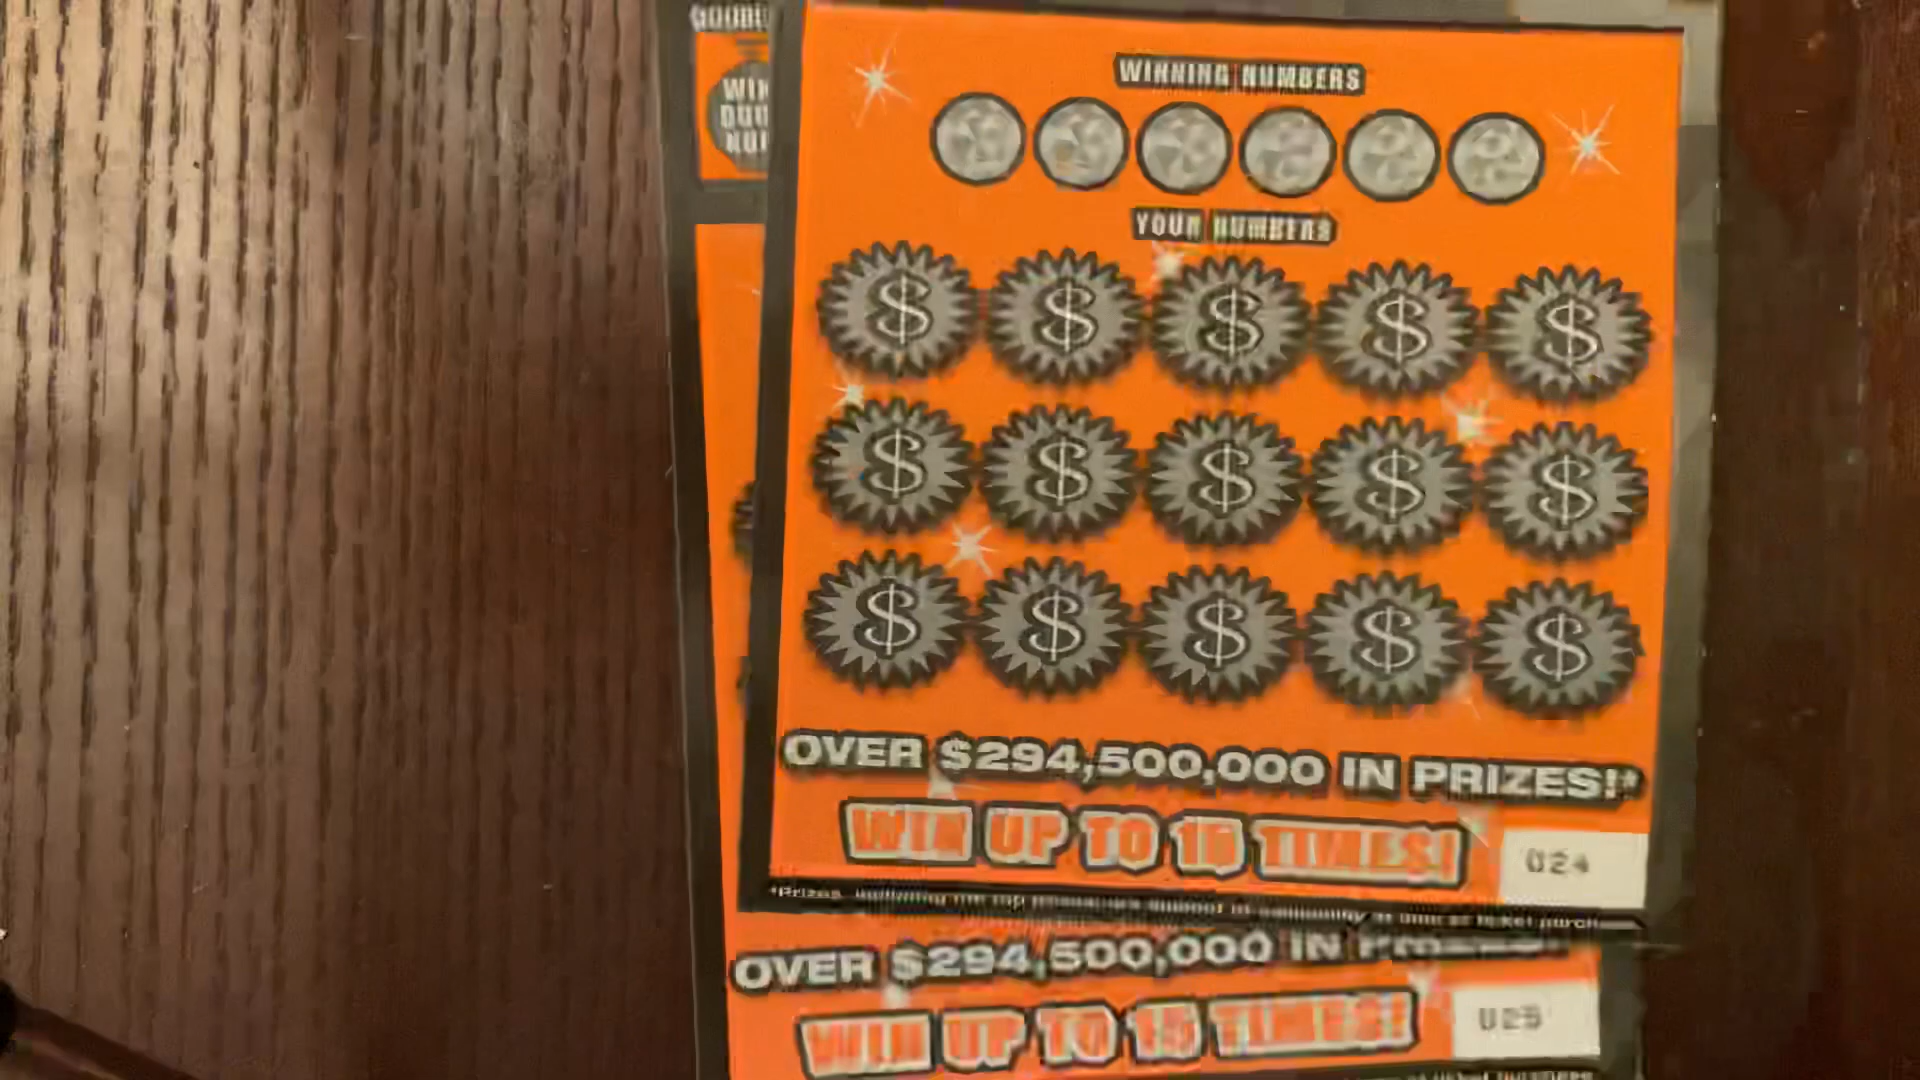 WINNING NUMBERS
YOUR NUMBERS
$ $ $ $ $
$ $ $ $ $
$ $ $ $ $
OVER $294,500,000 IN PRIZES!*
WIN UP TO 15 TIMES!
024
OVER $294,500,000 IN
WIN UP TO 15 TIMES!
025